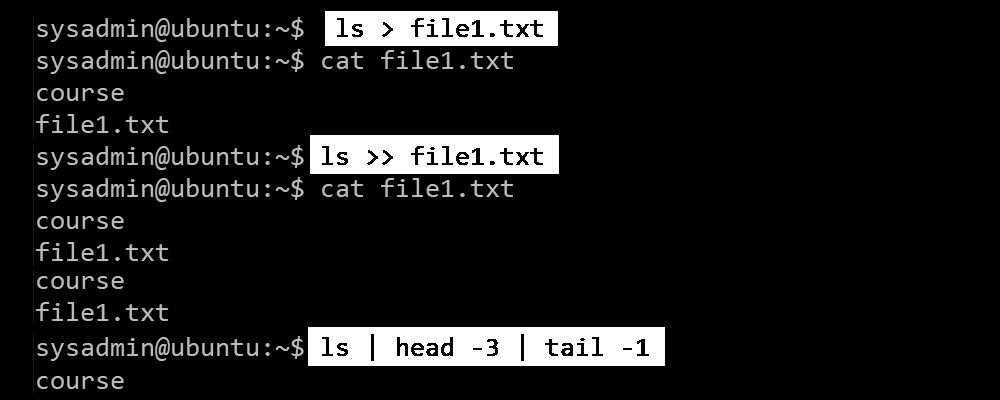 sysadmin@ubuntu:~$ ls > file1.txt
sysadmin@ubuntu:~$ cat file1.txt
course
file1.txt
sysadmin@ubuntu:~$ ls >> file1.txt
sysadmin@ubuntu:~$ cat file1.txt
course
file1.txt
course
file1.txt
sysadmin@ubuntu:~$ ls | head -3 | tail -1
course